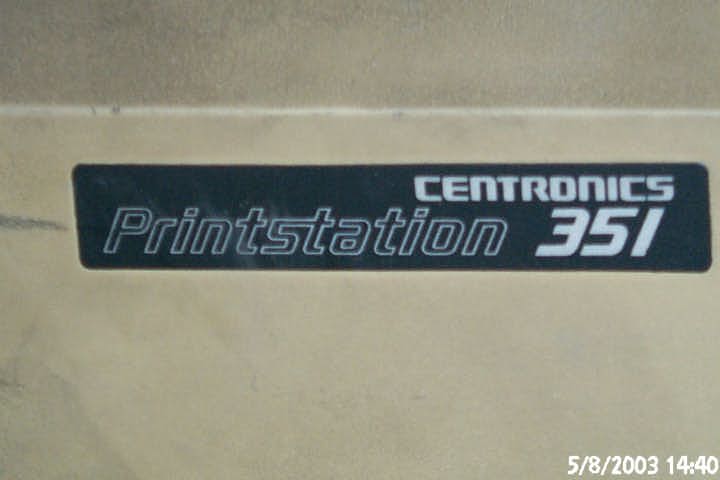 CENTRONICS
Printstation 351
5/8/2003 14:40